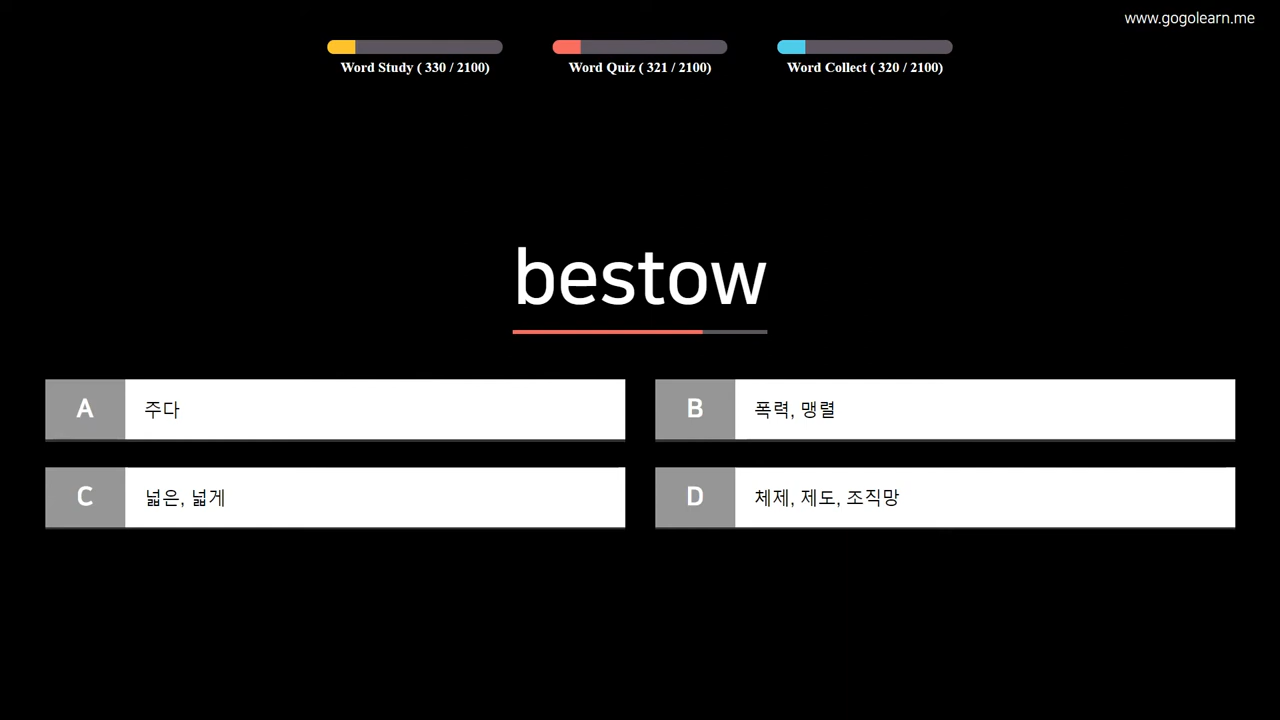 www.gogolearn.me
Word Study ( 330 / 2100)
Word Quiz ( 321 / 2100)
Word Collect ( 320 / 2100)
bestow
A 주다
B 폭력, 맹렬
C 넓은, 넓게
D 체제, 제도, 조직망